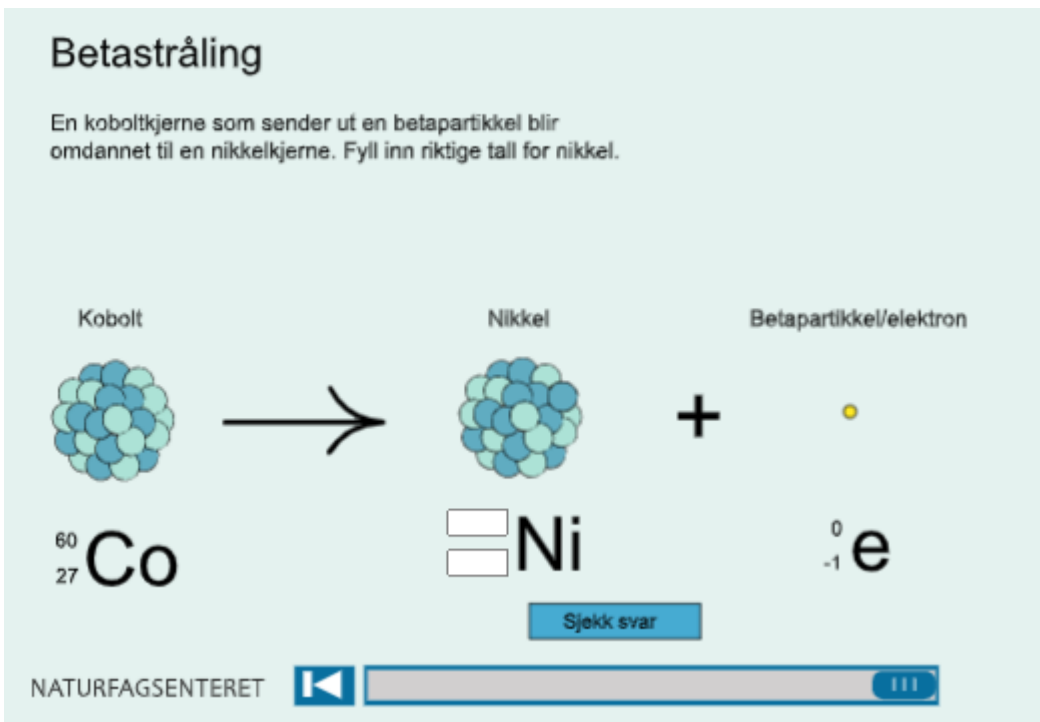 Betastråling
En koboltkjerne som sender ut en betapartikkel blir
omdannet til en nikkelkjerne. Fyll inn riktige tall for nikkel.
Kobolt Nikkel Betapartikkel/elektron
+
60
27 Co
Ni
0
-1 e
Sjekk svar
NATURFAGSENTERET